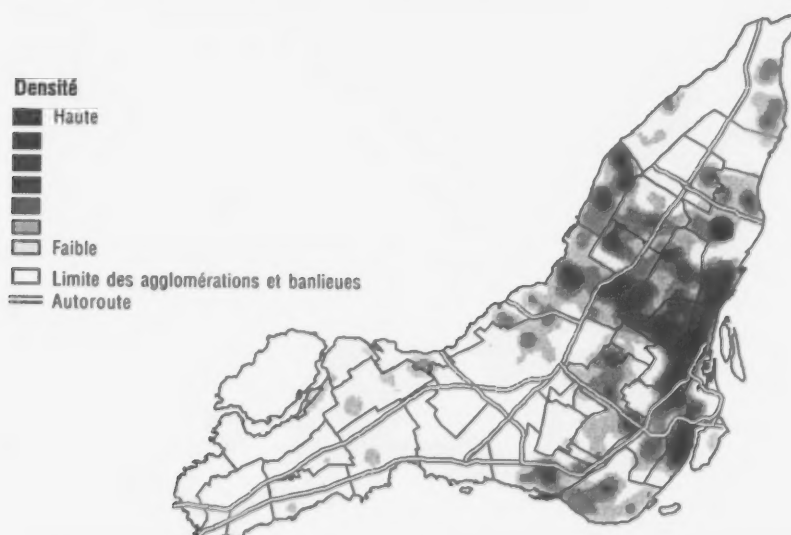 Densité
Haute
Faible
Limite des agglomérations et banlieues
Autoroute